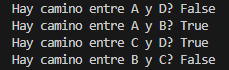 Hay camino entre A y D? False
Hay camino entre A y B? True
Hay camino entre C y D? True
Hay camino entre B y C? False